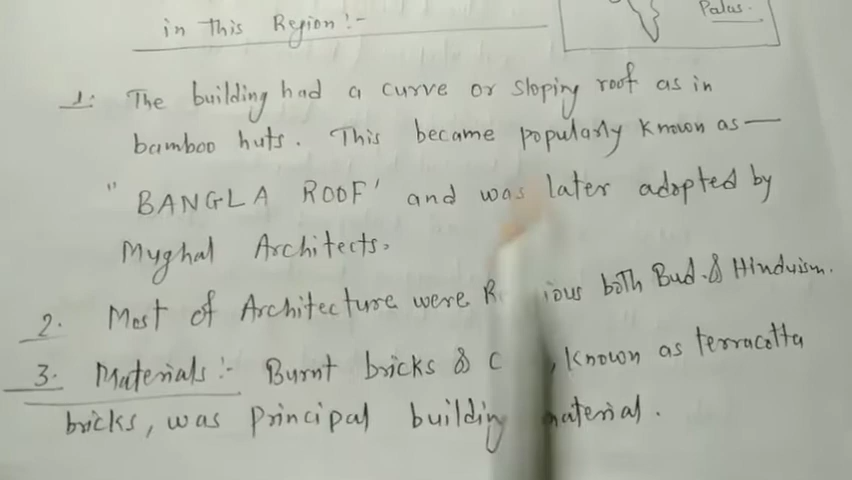 in this Region:-
Palas.
1. The building had a curve or sloping roof as in
bamboo huts. This became popularly known as —
" BANGLA ROOF' and was later adopted by
Mughal Architects.
2. Most of Architecture were both Bud. & Hinduism.
3. Materials:- Burnt bricks & , known as terracotta
bricks, was principal building material.